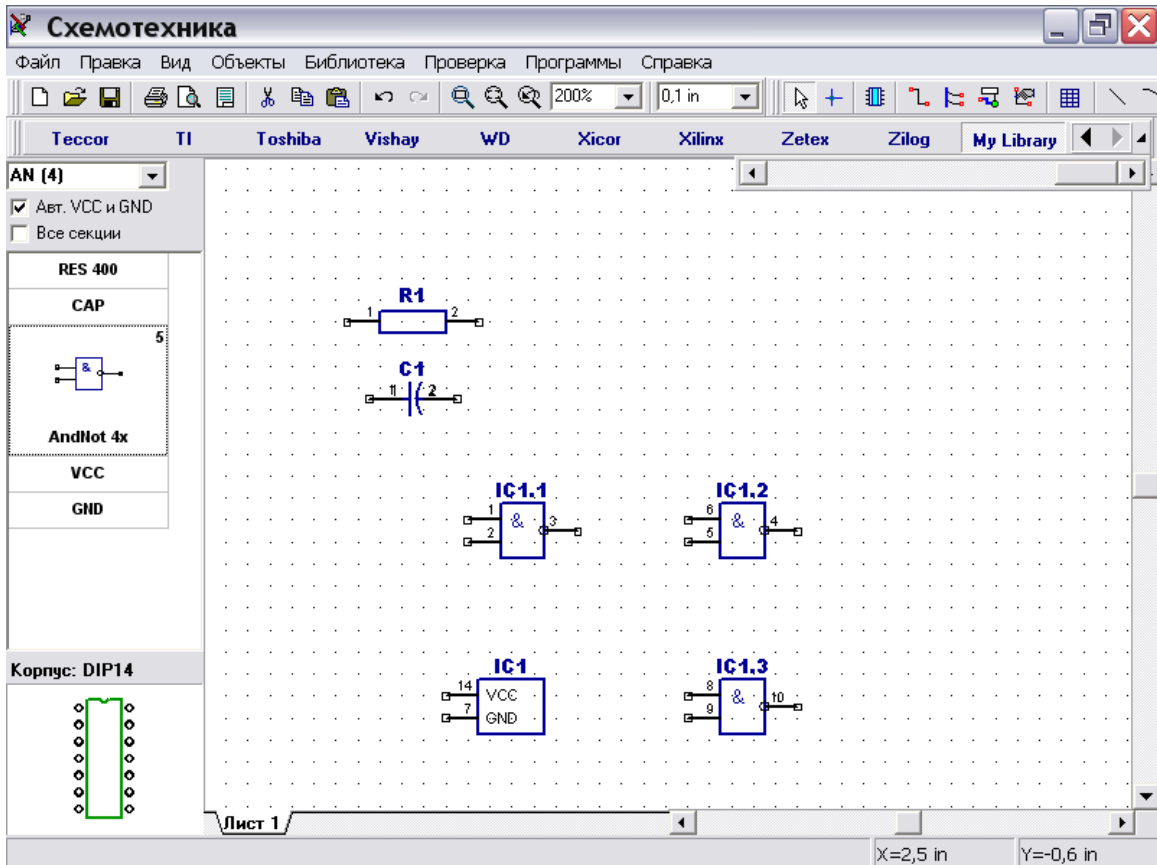 Схемотехника
Файл Правка Вид Объекты Библиотека Проверка Программы Справка
200% 0,1 in
Teccor TI Toshiba Vishay WD Xicor Xilinx Zetex Zilog My Library
AN (4)
Авт. VCC и GND
Все секции
RES 400
CAP
5
&
AndNot 4x
VCC
GND
R1
1 2
C1
1 2
IC1.1
1 & 3
2
IC1.2
6 & 4
5
IC1
14 VCC
7 GND
IC1.3
8 & 10
9
Корпус: DIP14
Лист 1
X=2,5 in Y=-0,6 in